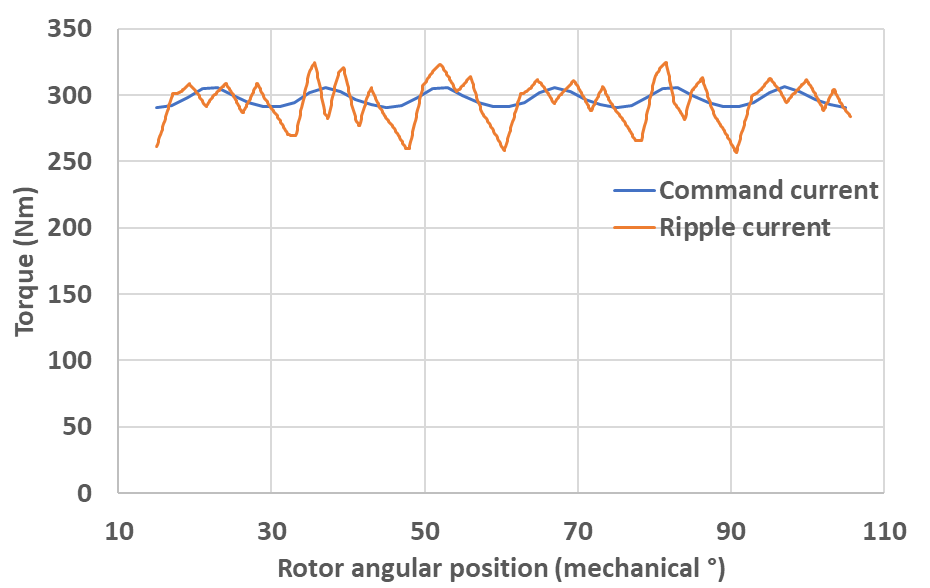 350
300
250
200
150
100
50
0
Torque (Nm)
Command current
Ripple current
10 30 50 70 90 110
Rotor angular position (mechanical °)